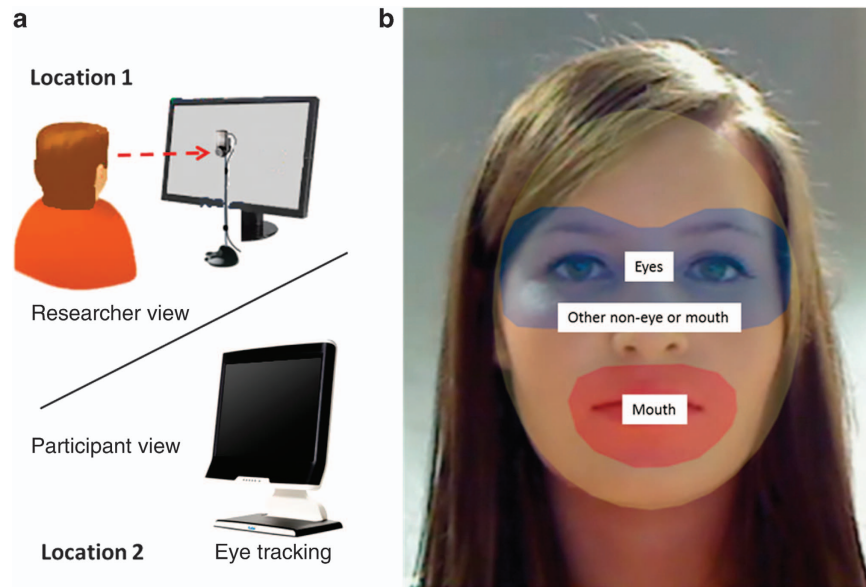 a
Location 1
Researcher view
Participant view
Location 2
Eye tracking
b
Eyes
Other non-eye or mouth
Mouth